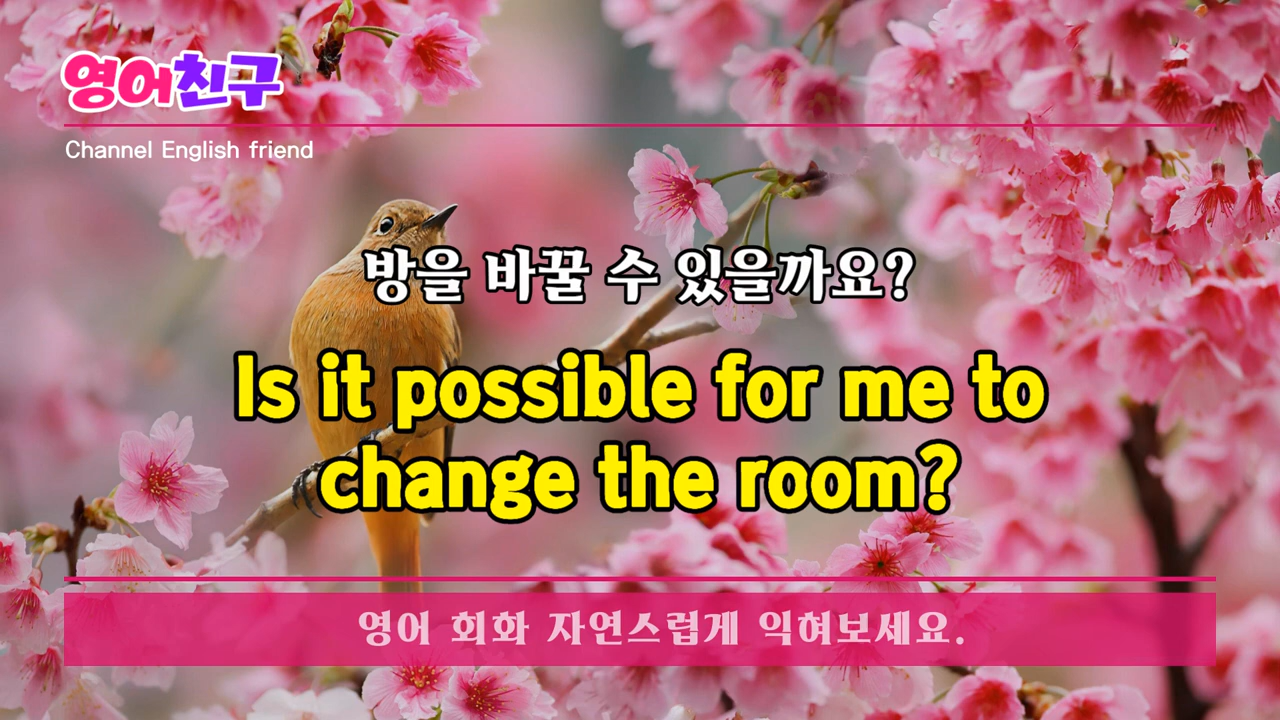 영어친구
Channel English friend
방을 바꿀 수 있을까요?
Is it possible for me to
change the room?
영어 회화 자연스럽게 익혀보세요.